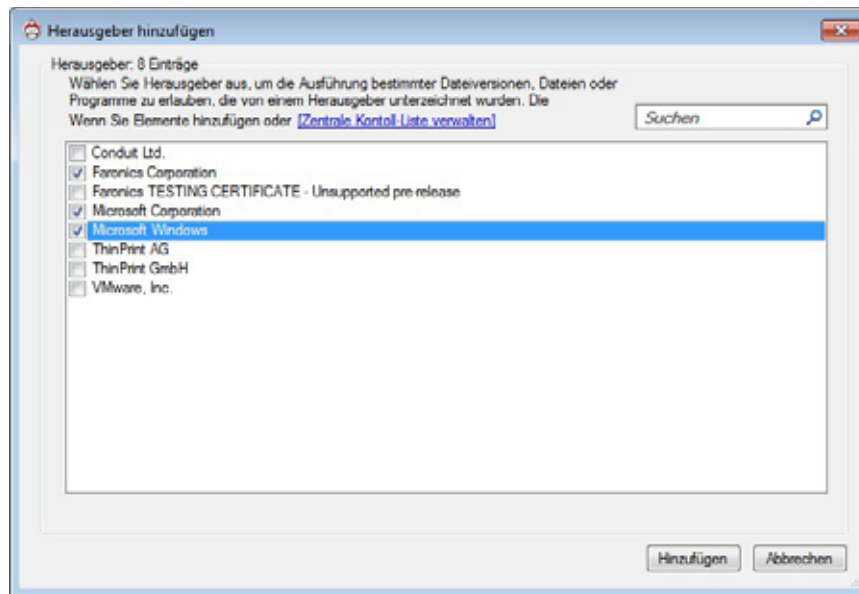 Herausgeber hinzufügen
Herausgeber: 8 Einträge
Wählen Sie Herausgeber aus, um die Ausführung bestimmter Dateiversionen, Dateien oder
Programme zu erlauben, die von einem Herausgeber unterzeichnet wurden. Die
Wenn Sie Elemente hinzufügen oder [Zentrale Kontoll-Liste verwalten]
Suchen
Conduit Ltd.
Faronics Corporation
Faronics TESTING CERTIFICATE - Unsupported pre-release
Microsoft Corporation
Microsoft Windows
ThinPrint AG
ThinPrint GmbH
VMware, Inc.
Hinzufügen Abbrechen